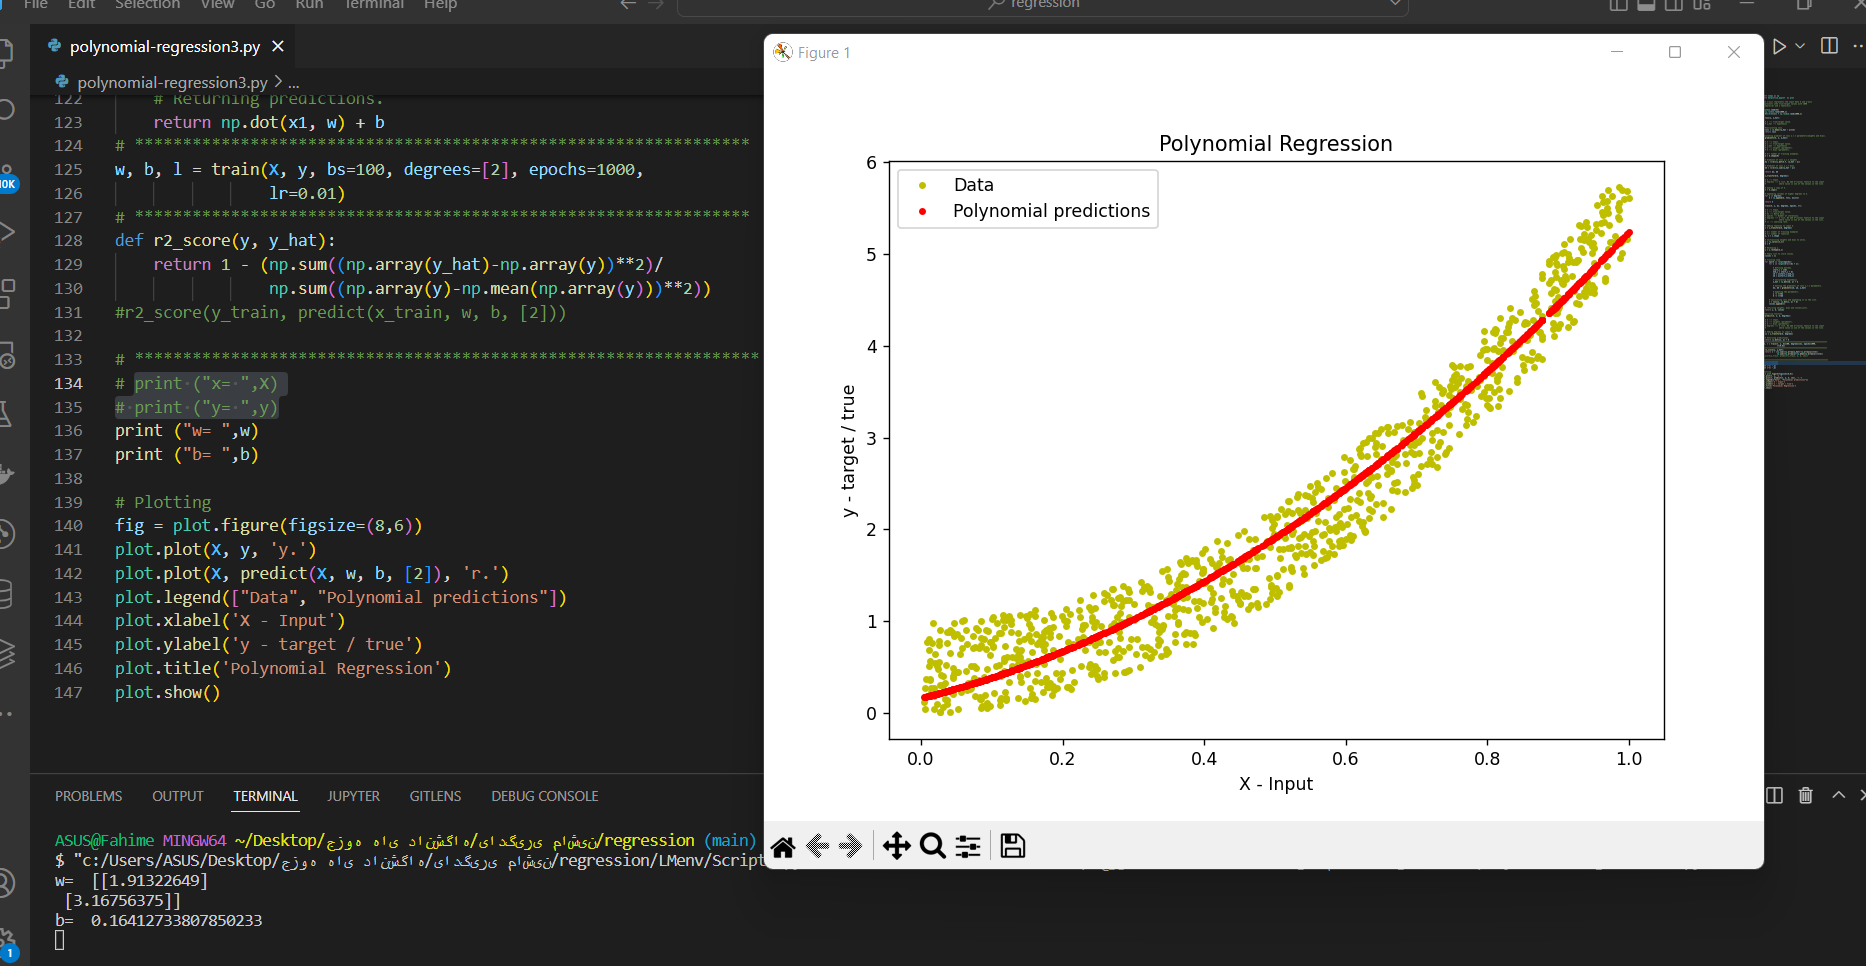 File Edit Selection View Go Run Terminal Help
regression
polynomial-regression3.py
polynomial-regression3.py > ...
122 # Returning predictions.
123 return np.dot(x1, w) + b
124 # ****************************************************************
125 w, b, l = train(X, y, bs=100, degrees=[2], epochs=1000,
126 lr=0.01)
127 # ****************************************************************
128 def r2_score(y, y_hat):
129 return 1 - (np.sum((np.array(y_hat)-np.array(y))**2)/
130 np.sum((np.array(y)-np.mean(np.array(y)))**2))
131 #r2_score(y_train, predict(x_train, w, b, [2]))
132
133 # *****************************************************************
134 # print ("x= ",X)
135 # print ("y= ",y)
136 print ("w= ",w)
137 print ("b= ",b)
138
139 # Plotting
140 fig = plot.figure(figsize=(8,6))
141 plot.plot(X, y, 'y.')
142 plot.plot(X, predict(X, w, b, [2]), 'r.')
143 plot.legend(["Data", "Polynomial predictions"])
144 plot.xlabel('X - Input')
145 plot.ylabel('y - target / true')
146 plot.title('Polynomial Regression')
147 plot.show()
10K
1
Figure 1
Polynomial Regression
Data
Polynomial predictions
6
5
4
3
2
1
0
y - target / true
0.0 0.2 0.4 0.6 0.8 1.0
X - Input
PROBLEMS OUTPUT TERMINAL JUPYTER GITLENS DEBUG CONSOLE
ASUS@Fahime MINGW64 ~/Desktop/جزوه های دانشگاه/یادگیری ماشین/regression (main)
$ "c:/Users/ASUS/Desktop/جزوه های دانشگاه/یادگیری ماشین/regression/LMenv/Script
w= [[1.91322649]
[3.16756375]]
b= 0.16412733807850233